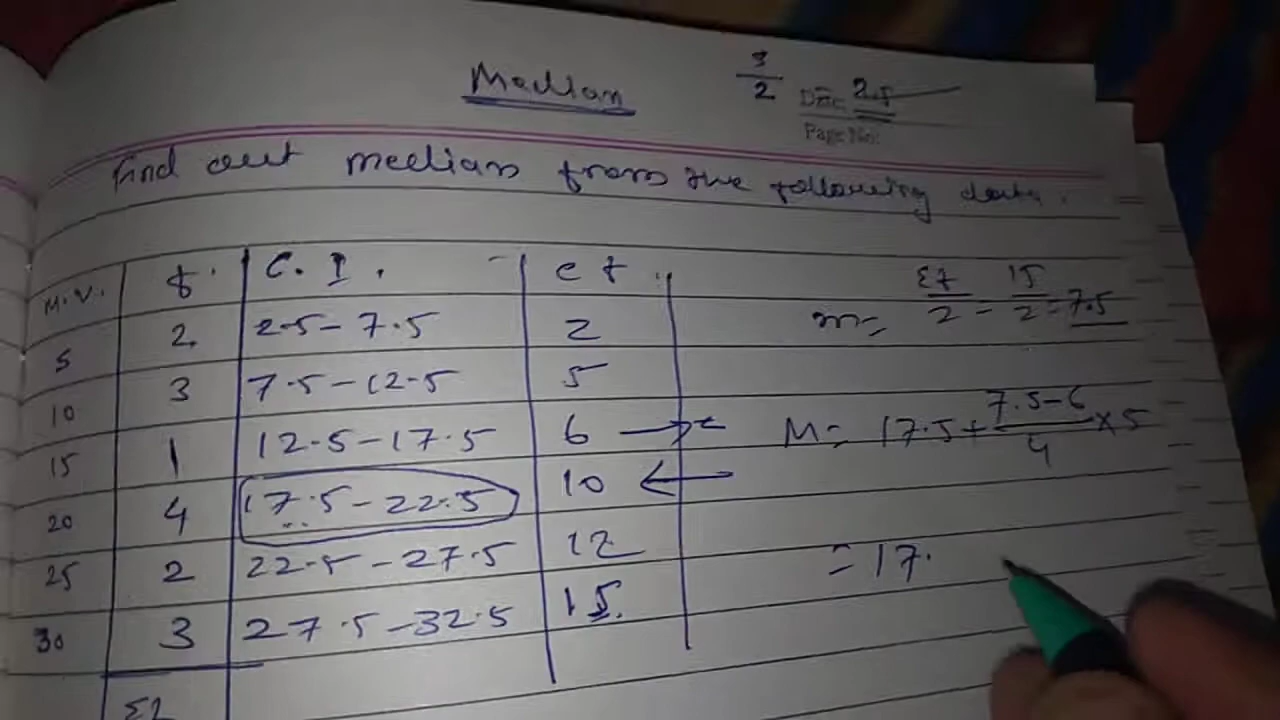 Median
5/2
2.5
Page No:
Find out median from the following data.
M.V. f C.I. cf
5 2 2.5-7.5 2
10 3 7.5-12.5 5
15 1 12.5-17.5 6 → c
20 4 17.5-22.5 10 ←
25 2 22.5-27.5 12
30 3 27.5-32.5 15
m = Σf/2 = 15/2 = 7.5
M = 17.5 + 7.5-6/4 × 5
= 17.